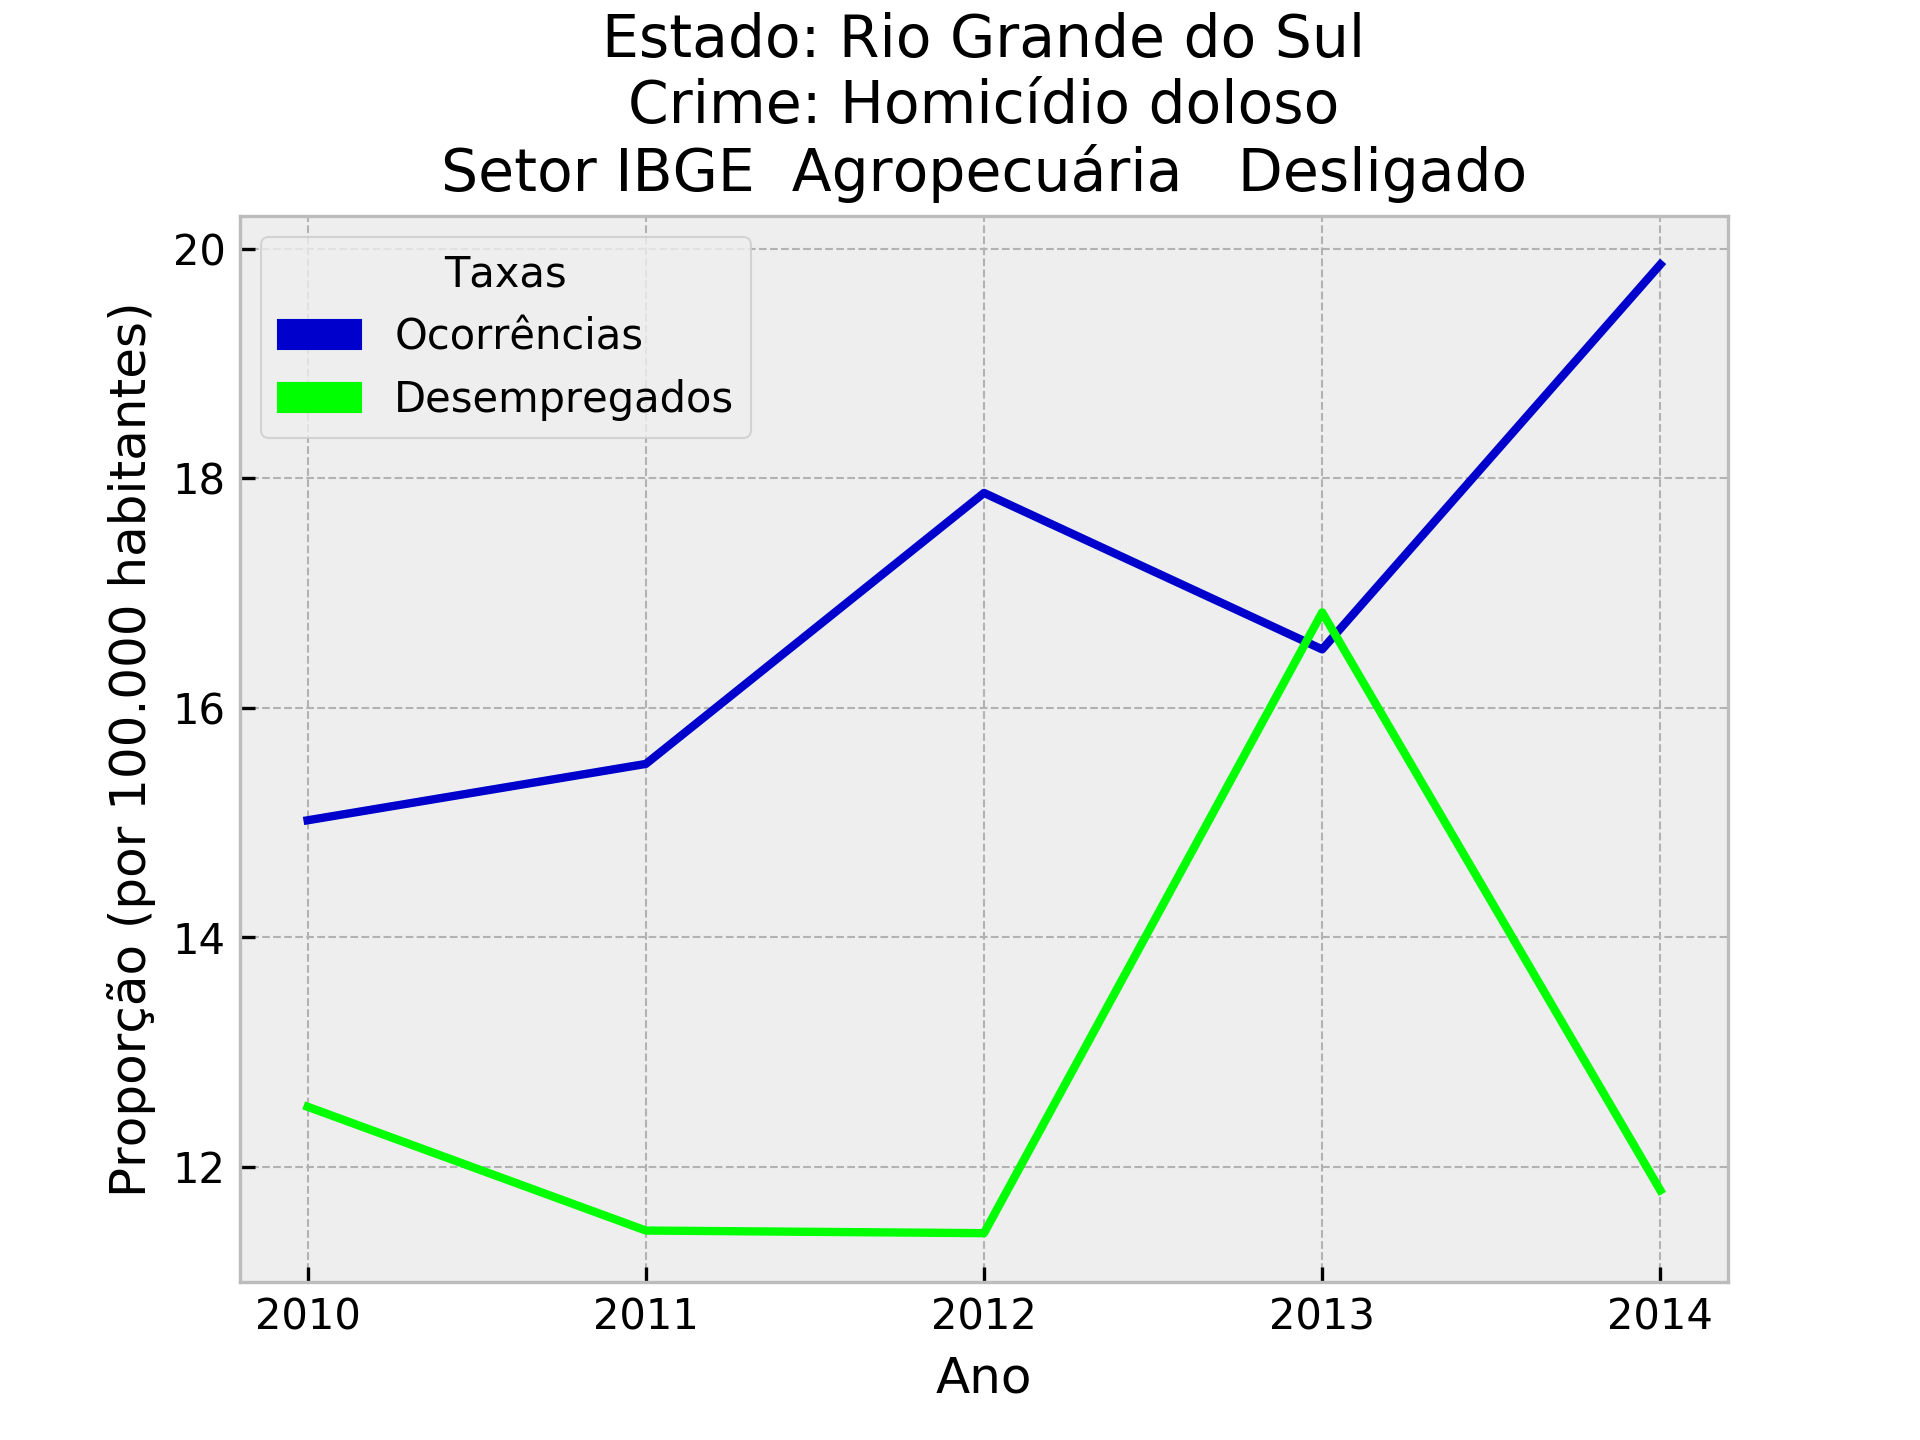 Estado: Rio Grande do Sul
Crime: Homicídio doloso
Setor IBGE  Agropecuária   Desligado
Proporção (por 100.000 habitantes)
20
18
16
14
12
Taxas
Ocorrências
Desempregados
2010
2011
2012
2013
2014
Ano